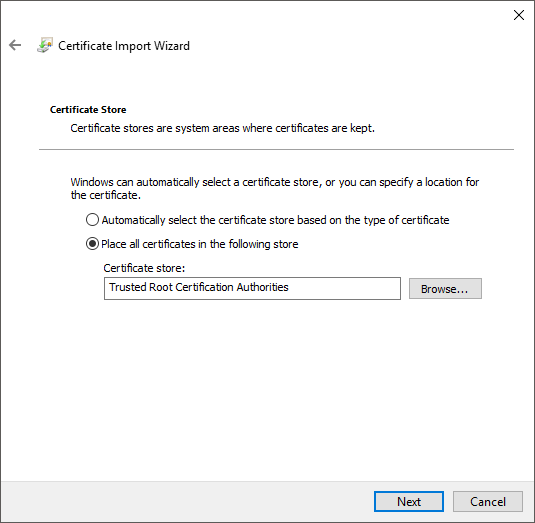 Certificate Import Wizard
Certificate Store
Certificate stores are system areas where certificates are kept.
Windows can automatically select a certificate store, or you can specify a location for
the certificate.
Automatically select the certificate store based on the type of certificate
Place all certificates in the following store
Certificate store:
Trusted Root Certification Authorities
Browse...
Next
Cancel